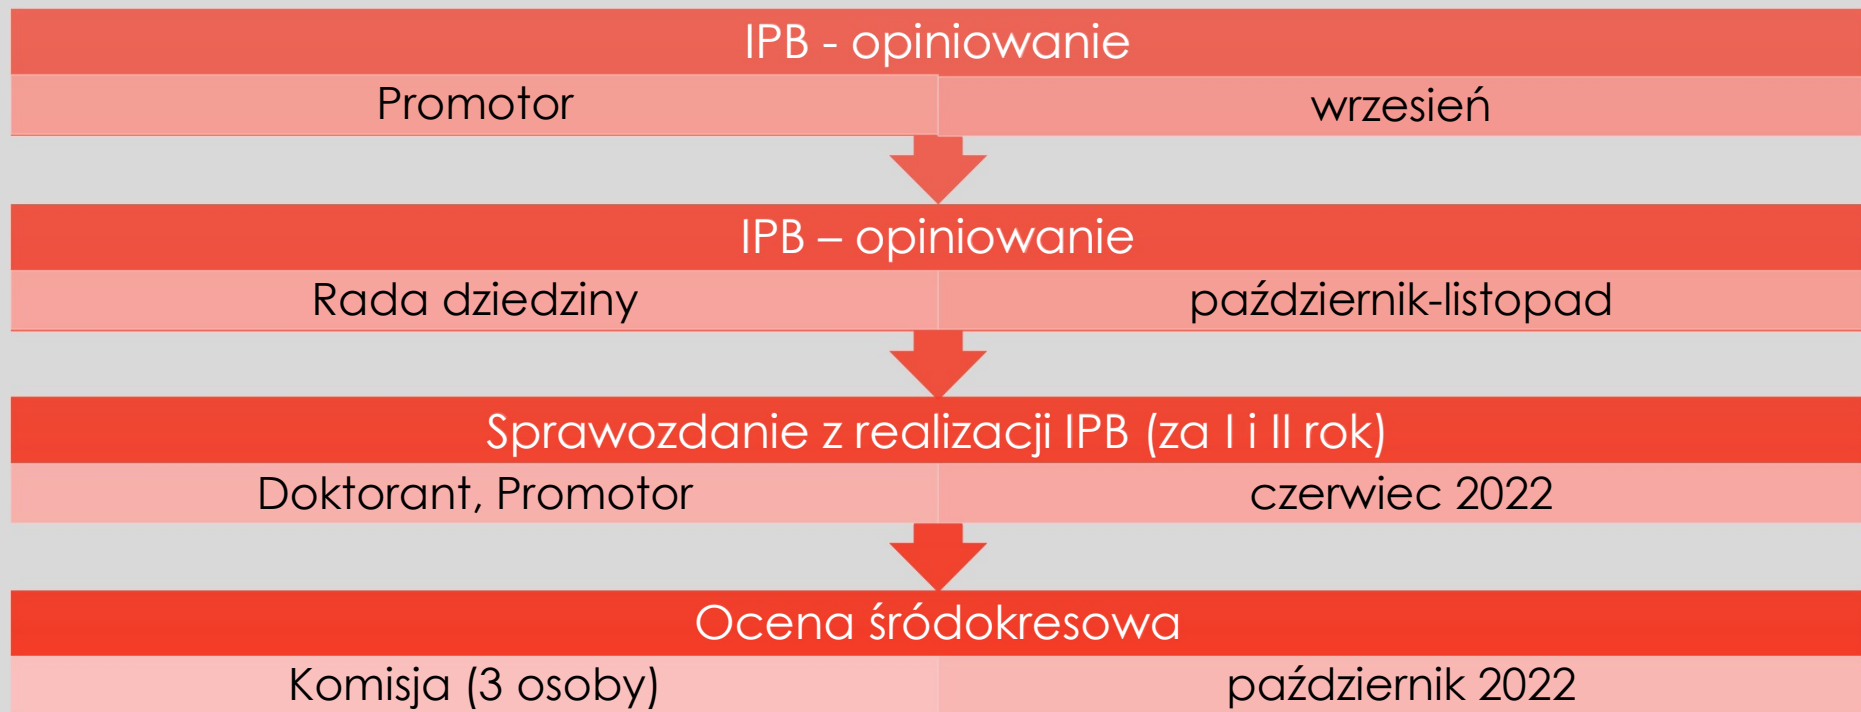 IPB - opiniowanie
Promotor
wrzesień
IPB – opiniowanie
Rada dziedziny
październik-listopad
Sprawozdanie z realizacji IPB (za I i II rok)
Doktorant, Promotor
czerwiec 2022
Ocena śródokresowa
Komisja (3 osoby)
październik 2022